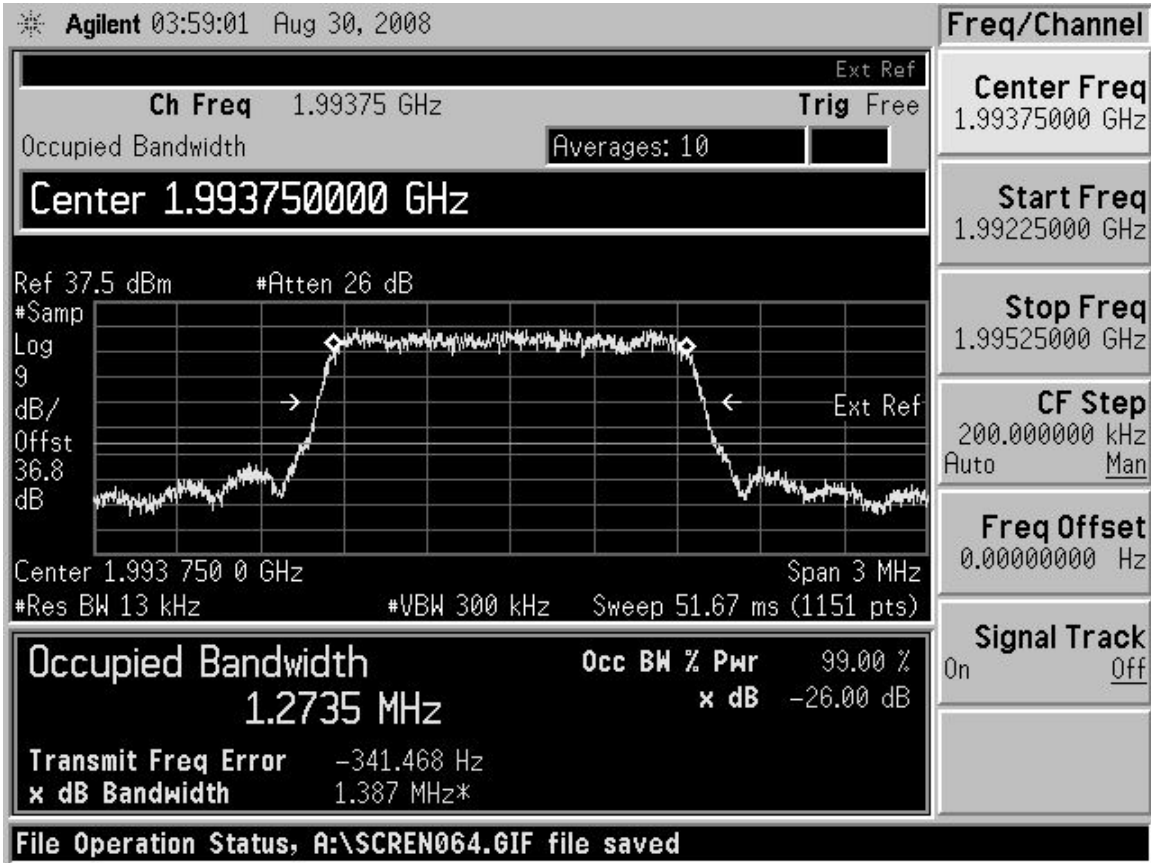 Agilent 03:59:01 Aug 30, 2008
Freq/Channel
Ext Ref
Ch Freq 1.99375 GHz Trig Free
Occupied Bandwidth Averages: 10
Center 1.993750000 GHz
Ref 37.5 dBm #Atten 26 dB
#Samp
Log
9
dB/
Offst
36.8
dB
Ext Ref
Center 1.993 750 0 GHz Span 3 MHz
#Res BW 13 kHz #VBW 300 kHz Sweep 51.67 ms (1151 pts)
Occupied Bandwidth
1.2735 MHz
Occ BW % Pwr 99.00 %
x dB -26.00 dB
Transmit Freq Error -341.468 Hz
x dB Bandwidth 1.387 MHz*
File Operation Status, A:\SCREN064.GIF file saved
Center Freq
1.99375000 GHz
Start Freq
1.99225000 GHz
Stop Freq
1.99525000 GHz
CF Step
200.000000 kHz
Auto Man
Freq Offset
0.00000000 Hz
Signal Track
On Off